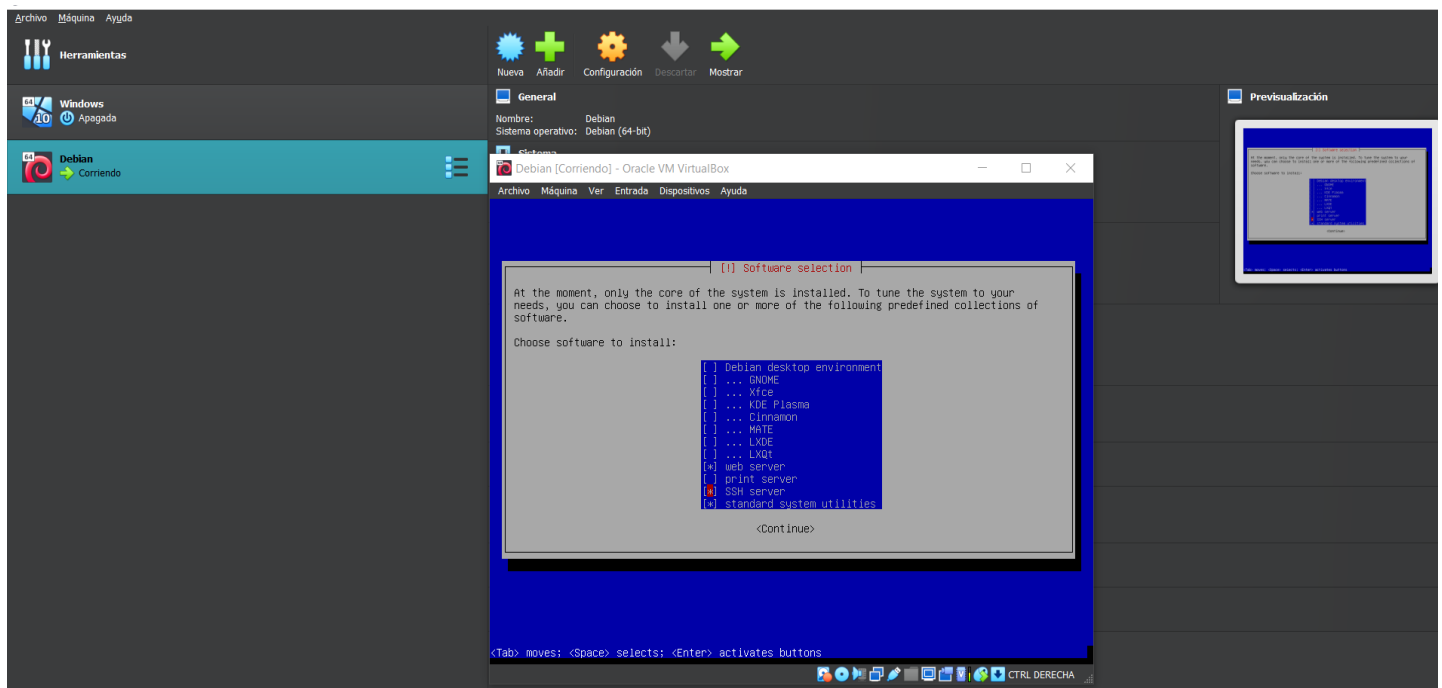 Archivo Máquina Ayuda
Herramientas
Nueva Añadir Configuración Descartar Mostrar
64 10 Windows
Apagada
64 Debian
Corriendo
General
Nombre: Debian
Sistema operativo: Debian (64-bit)
Sistema
Previsualización
Debian [Corriendo] - Oracle VM VirtualBox
Archivo Máquina Ver Entrada Dispositivos Ayuda
[!] Software selection
At the moment, only the core of the system is installed. To tune the system to your
needs, you can choose to install one or more of the following predefined collections of
software.
Choose software to install:
[ ] Debian desktop environment
[ ] ... GNOME
[ ] ... Xfce
[ ] ... KDE Plasma
[ ] ... Cinnamon
[ ] ... MATE
[ ] ... LXDE
[ ] ... LXQt
[*] web server
[ ] print server
[*] SSH server
[*] standard system utilities
<Continue>
<Tab> moves; <Space> selects; <Enter> activates buttons
CTRL DERECHA